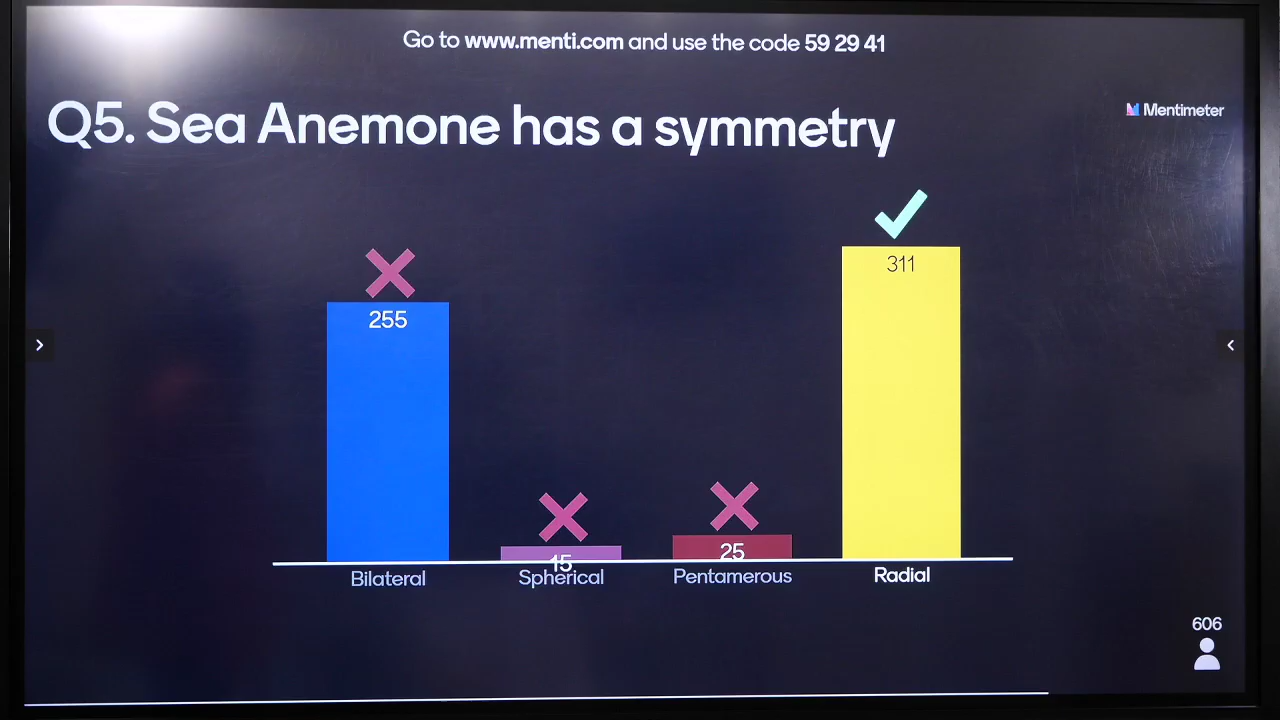 Go to www.menti.com and use the code 59 29 41
Q5. Sea Anemone has a symmetry
Mentimeter
255
15
25
311
Bilateral
Spherical
Pentamerous
Radial
606